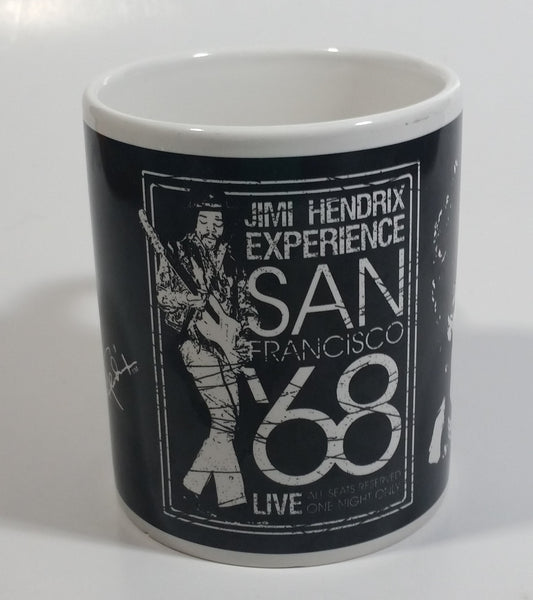 JIMI HENDRIX
EXPERIENCE
SAN
FRANCISCO
'68
LIVE ALL SEATS RESERVED
ONE NIGHT ONLY